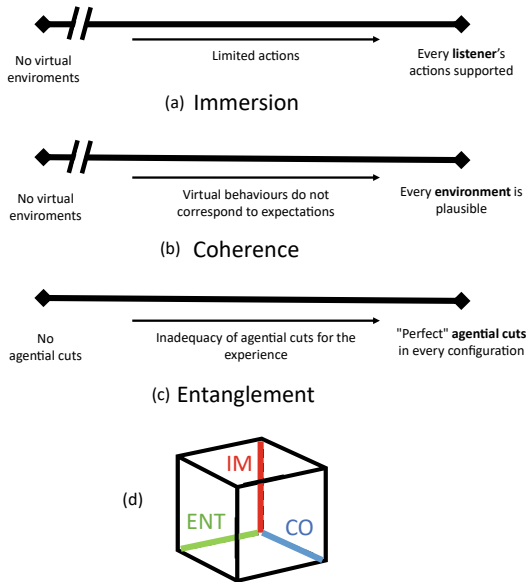 No virtual
enviroments
Limited actions
Every listener's
actions supported
(a) Immersion
No virtual
enviroments
Virtual behaviours do not
correspond to expectations
Every environment is
plausible
(b) Coherence
No
agential cuts
Inadequacy of agential cuts for the
experience
"Perfect" agential cuts
in every configuration
(c) Entanglement
(d)
IM
ENT
CO